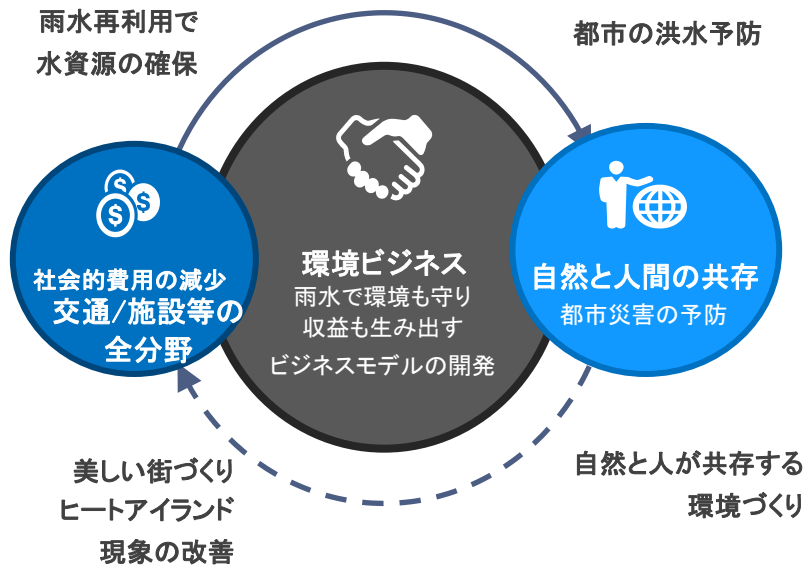 雨水再利用で
水資源の確保
都市の洪水予防
社会的費用の減少
交通/施設等の
全分野
環境ビジネス
雨水で環境も守り
収益も生み出す
ビジネスモデルの開発
自然と人間の共存
都市災害の予防
美しい街づくり
ヒートアイランド
現象の改善
自然と人が共存する
環境づくり